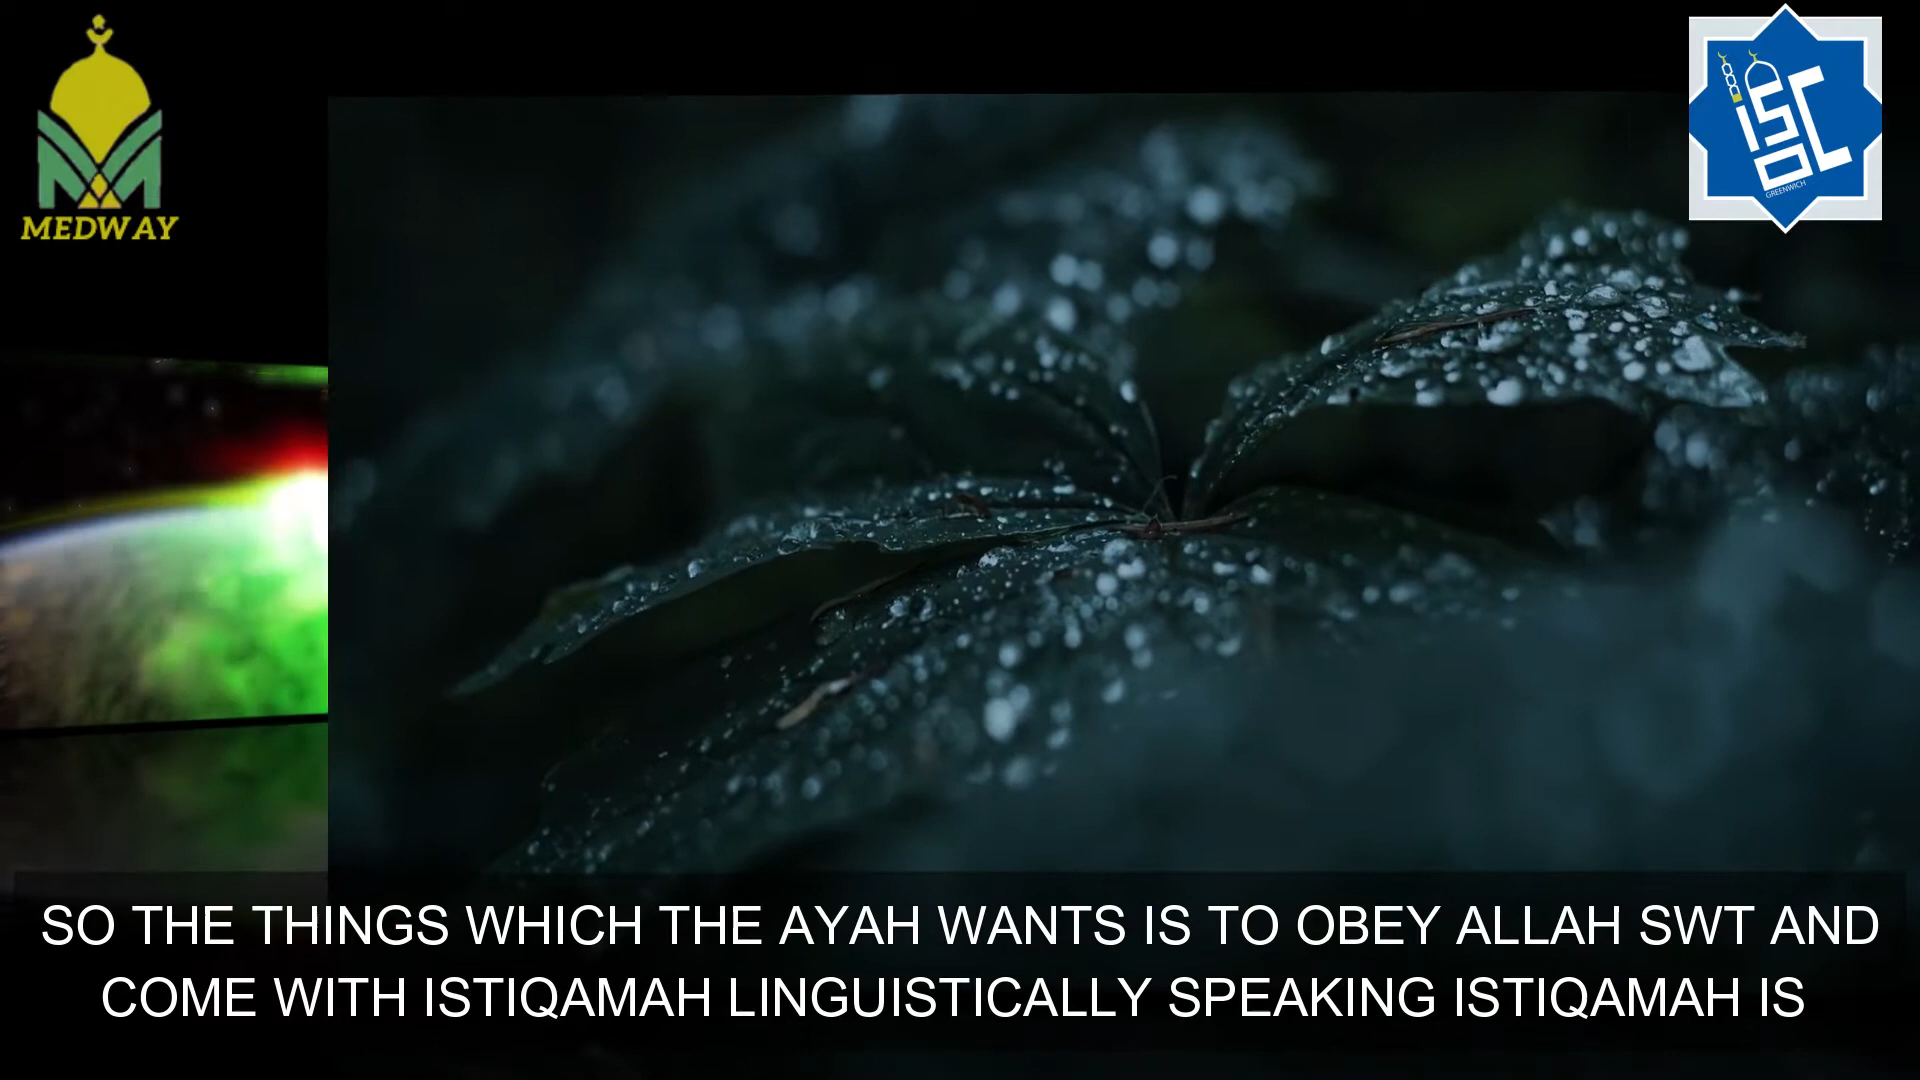 MEDWAY
iSOC
GREENWICH
SO THE THINGS WHICH THE AYAH WANTS IS TO OBEY ALLAH SWT AND
COME WITH ISTIQAMAH LINGUISTICALLY SPEAKING ISTIQAMAH IS